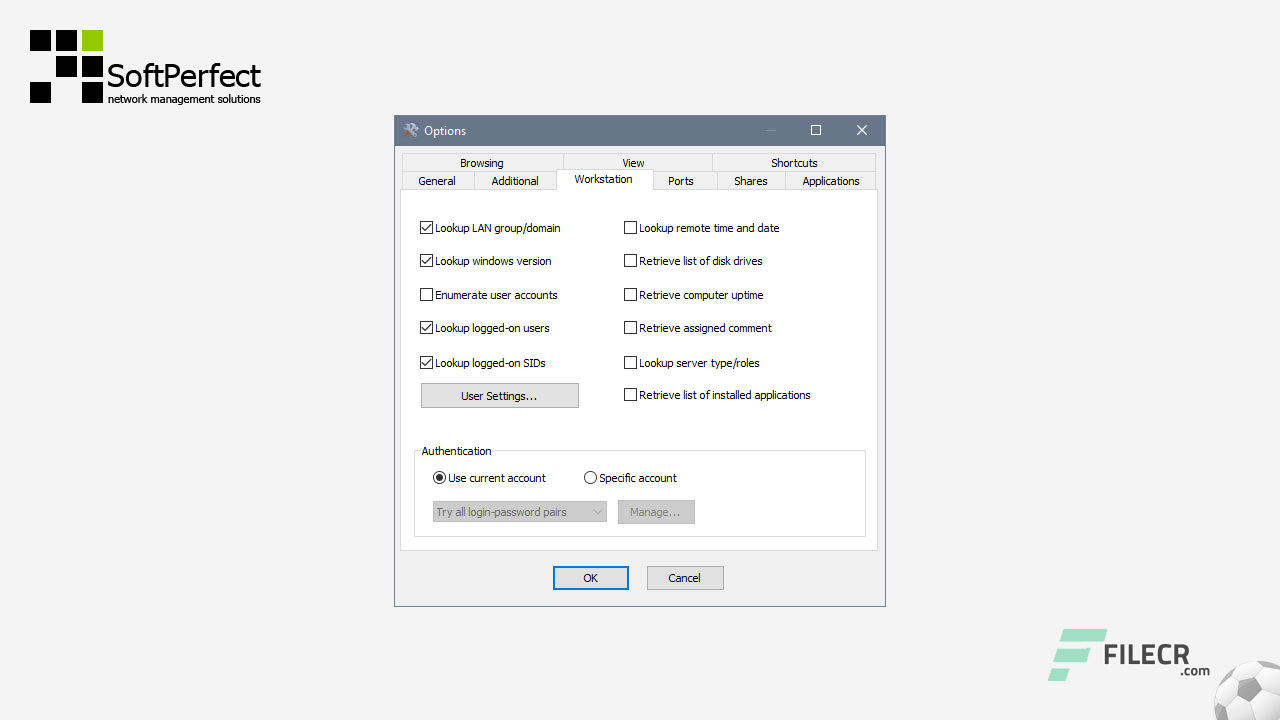 SoftPerfect
network management solutions
Options
Browsing View Shortcuts
General Additional Workstation Ports Shares Applications
Lookup LAN group/domain Lookup remote time and date
Lookup windows version Retrieve list of disk drives
Enumerate user accounts Retrieve computer uptime
Lookup logged-on users Retrieve assigned comment
Lookup logged-on SIDs Lookup server type/roles
User Settings... Retrieve list of installed applications
Authentication
Use current account Specific account
Try all login-password pairs Manage...
OK Cancel
FILECR
.com